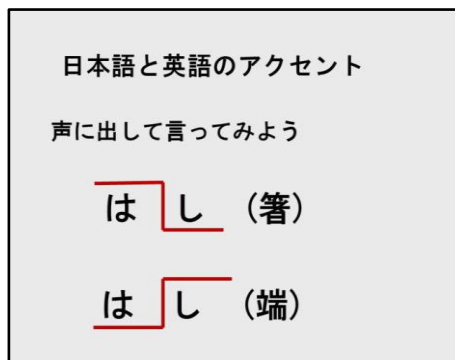 日本語と英語のアクセント
声に出して言ってみよう
はし（箸）
はし（端）